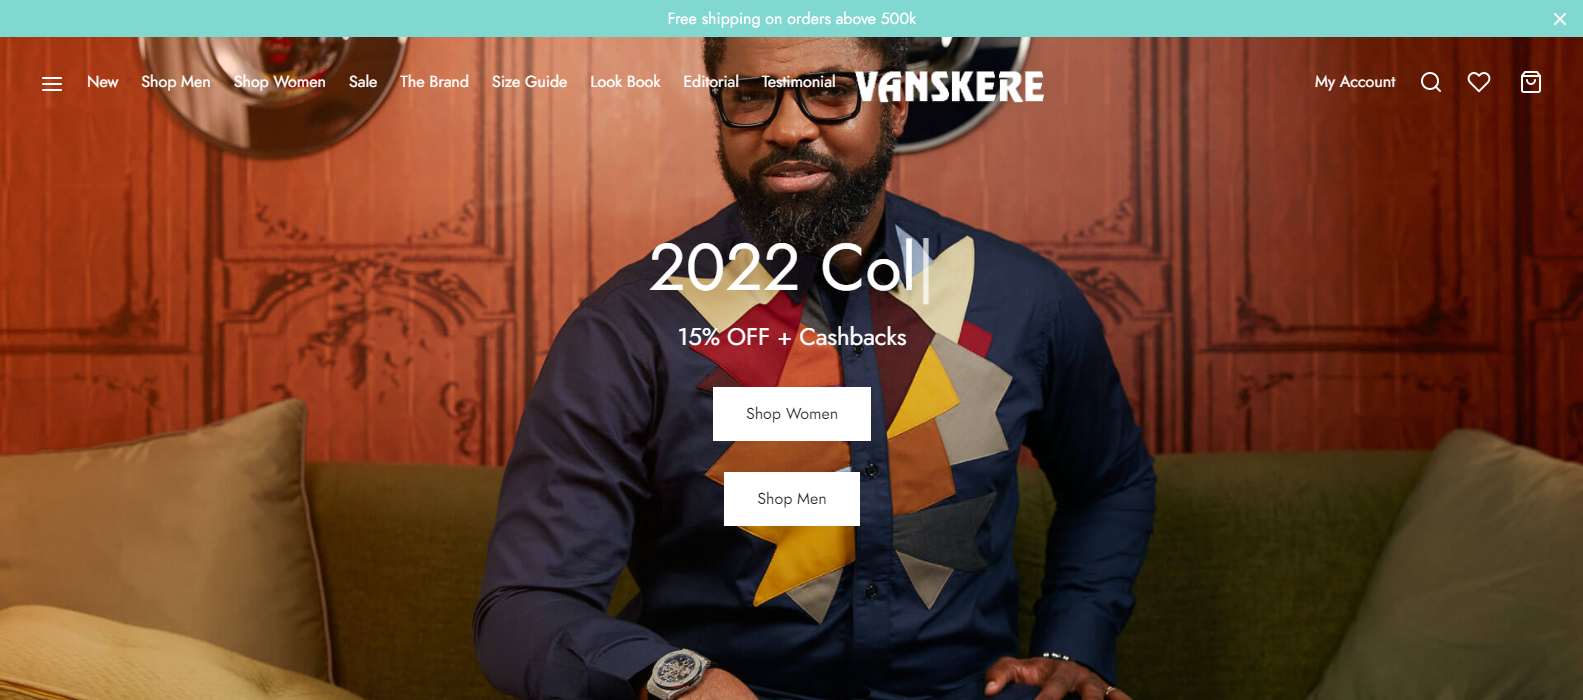 Free shipping on orders above 500k
New Shop Men Shop Women Sale The Brand Size Guide Look Book Editorial Testimonial VANSKERE My Account
2022 Col
15% OFF + Cashbacks
Shop Women
Shop Men